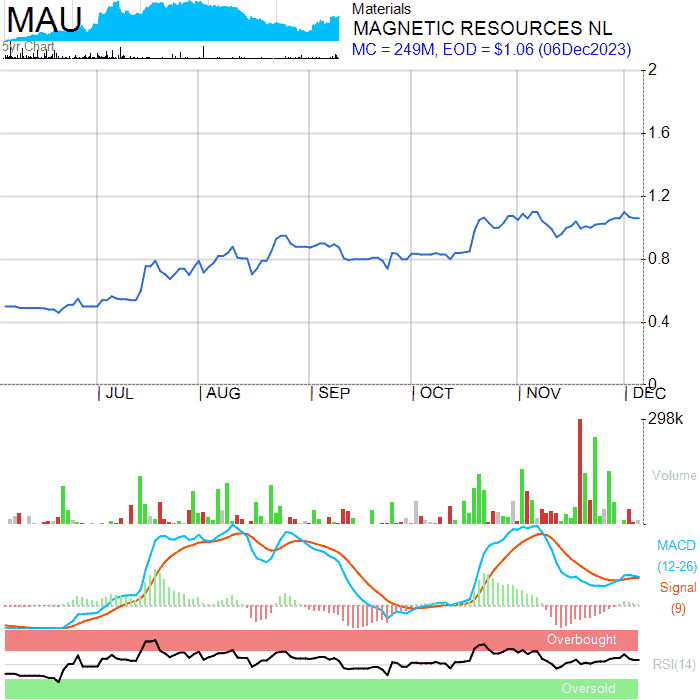 MAU
5yr Chart
Materials
MAGNETIC RESOURCES NL
MC = 249M, EOD = $1.06 (06Dec2023)
2
1.6
1.2
0.8
0.4
0
JUL AUG SEP OCT NOV DEC
298k
Volume
MACD
(12-26)
Signal
(9)
Overbought
RSI(14)
Oversold